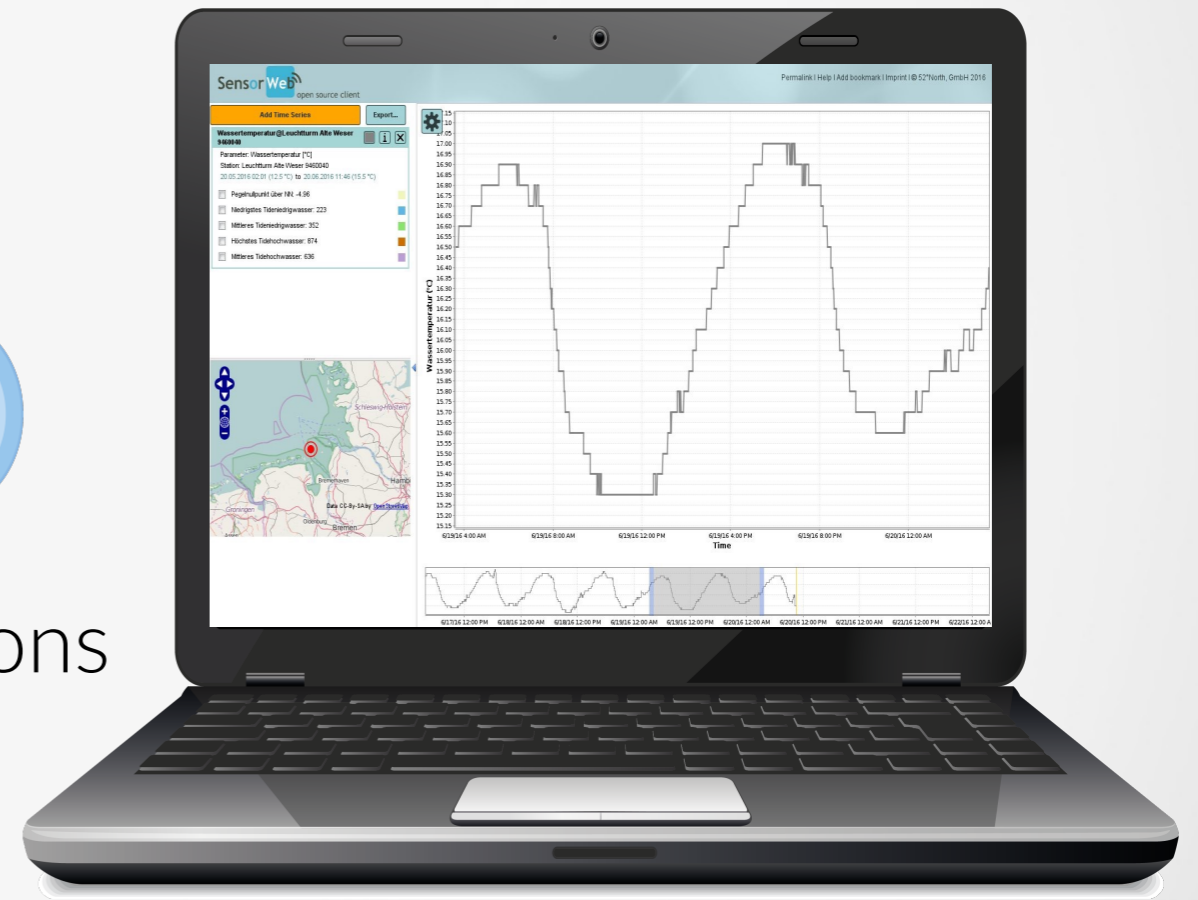 Sensor Web
open source client
Permalink | Help | Add bookmark | Imprint | © 52°North, GmbH 2016
Add Time Series
Export...
Wassertemperatur@Leuchtturm Alte Weser
9460040
Parameter: Wassertemperatur [°C]
Station: Leuchtturm Alte Weser 9460040
20.05.2016 02:01 (12.5 °C) to 20.06.2016 11:46 (15.5 °C)
Pegelnullpunkt über NN: -4.98
Niedrigstes Tideniedrigwasser: 223
Mittleres Tideniedrigwasser: 352
Höchstes Tidehochwasser: 874
Mittleres Tidehochwasser: 636
Schleswig-Holstein
Bremerhaven
Hamb
Data CC-By-SA by OpenStreetMap
Groningen
Oldenburg
Bremen
15
10
17.05
17.00
16.95
16.90
16.85
16.80
16.75
16.70
16.65
16.60
16.55
16.50
16.45
16.40
16.35
16.30
16.25
16.20
16.15
16.10
16.05
16.00
15.95
15.90
15.85
15.80
15.75
15.70
15.65
15.60
15.55
15.50
15.45
15.40
15.35
15.30
15.25
15.20
15.15
Wassertemperatur (°C)
6/19/16 4:00 AM 6/19/16 8:00 AM 6/19/16 12:00 PM 6/19/16 4:00 PM 6/19/16 8:00 PM 6/20/16 12:00 AM
Time
6/17/16 12:00 PM 6/18/16 12:00 AM 6/18/16 12:00 PM 6/19/16 12:00 AM 6/19/16 12:00 PM 6/20/16 12:00 AM 6/20/16 12:00 PM 6/21/16 12:00 AM 6/21/16 12:00 PM 6/22/16 12:00 A
ons